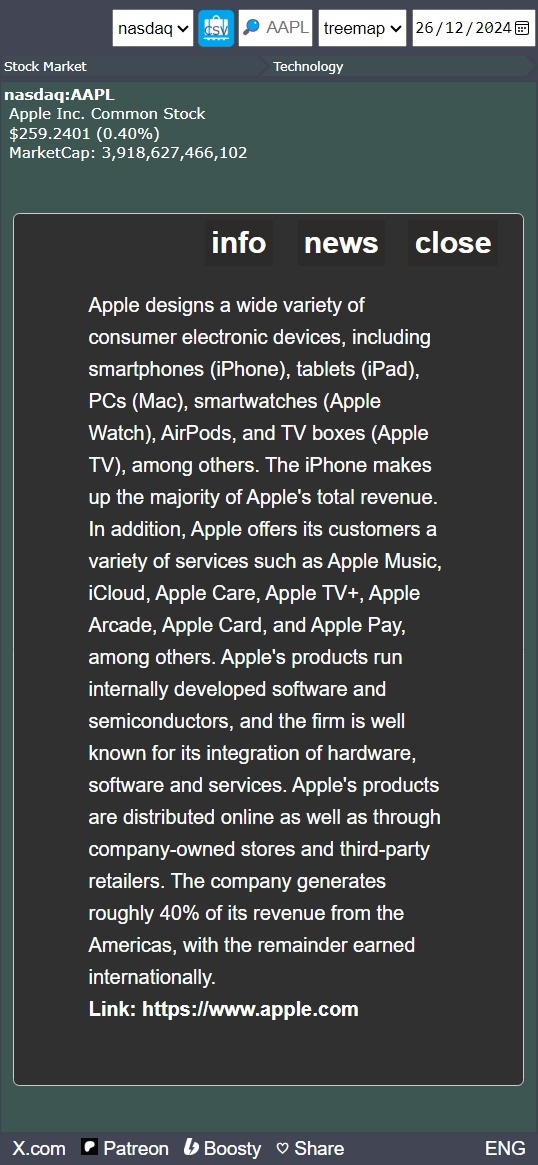 nasdaq csv AAPL treemap 26/12/2024
Stock Market Technology
nasdaq:AAPL
Apple Inc. Common Stock
$259.2401 (0.40%)
MarketCap: 3,918,627,466,102
info news close
Apple designs a wide variety of
consumer electronic devices, including
smartphones (iPhone), tablets (iPad),
PCs (Mac), smartwatches (Apple
Watch), AirPods, and TV boxes (Apple
TV), among others. The iPhone makes
up the majority of Apple's total revenue.
In addition, Apple offers its customers a
variety of services such as Apple Music,
iCloud, Apple Care, Apple TV+, Apple
Arcade, Apple Card, and Apple Pay,
among others. Apple's products run
internally developed software and
semiconductors, and the firm is well
known for its integration of hardware,
software and services. Apple's products
are distributed online as well as through
company-owned stores and third-party
retailers. The company generates
roughly 40% of its revenue from the
Americas, with the remainder earned
internationally.
Link: https://www.apple.com
X.com Patreon Boosty Share ENG